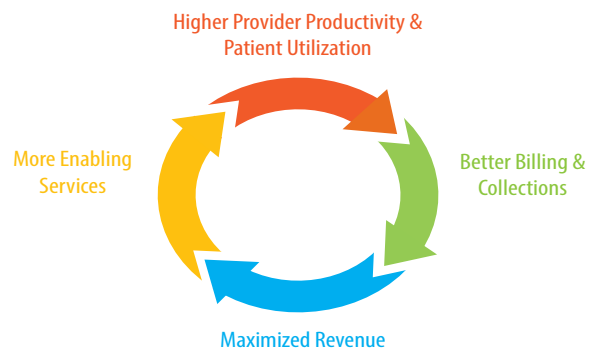 Higher Provider Productivity &
Patient Utilization
More Enabling
Services
Better Billing &
Collections
Maximized Revenue